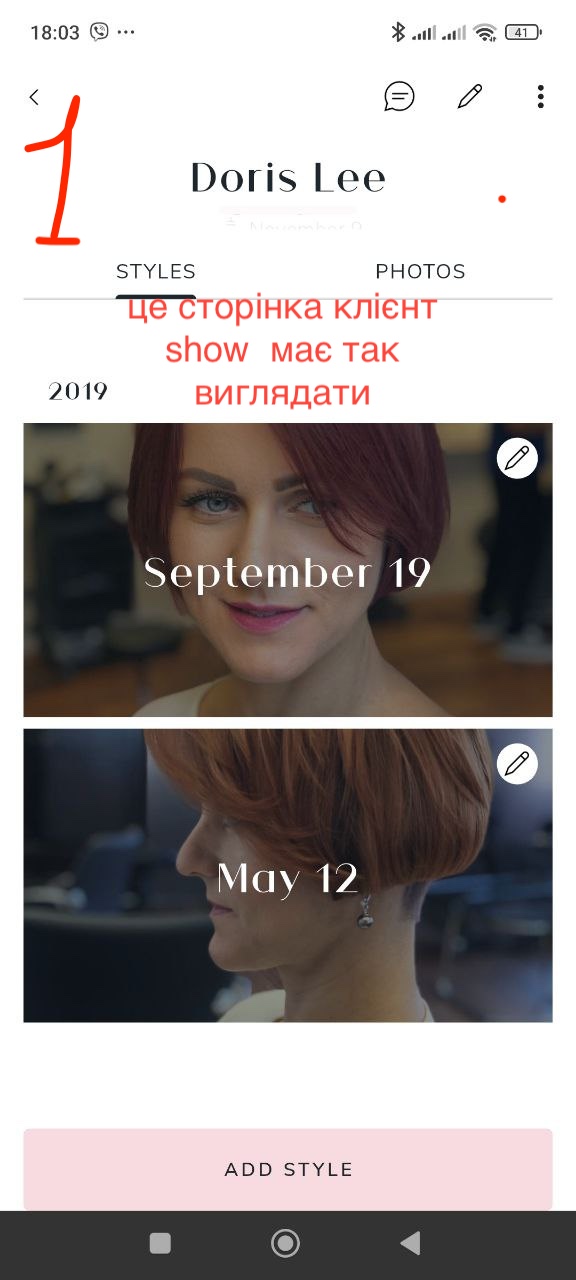 18:03
41
1
Doris Lee
November 9
STYLES PHOTOS
це сторінка клієнт
show має так
виглядати
2019
September 19
May 12
ADD STYLE